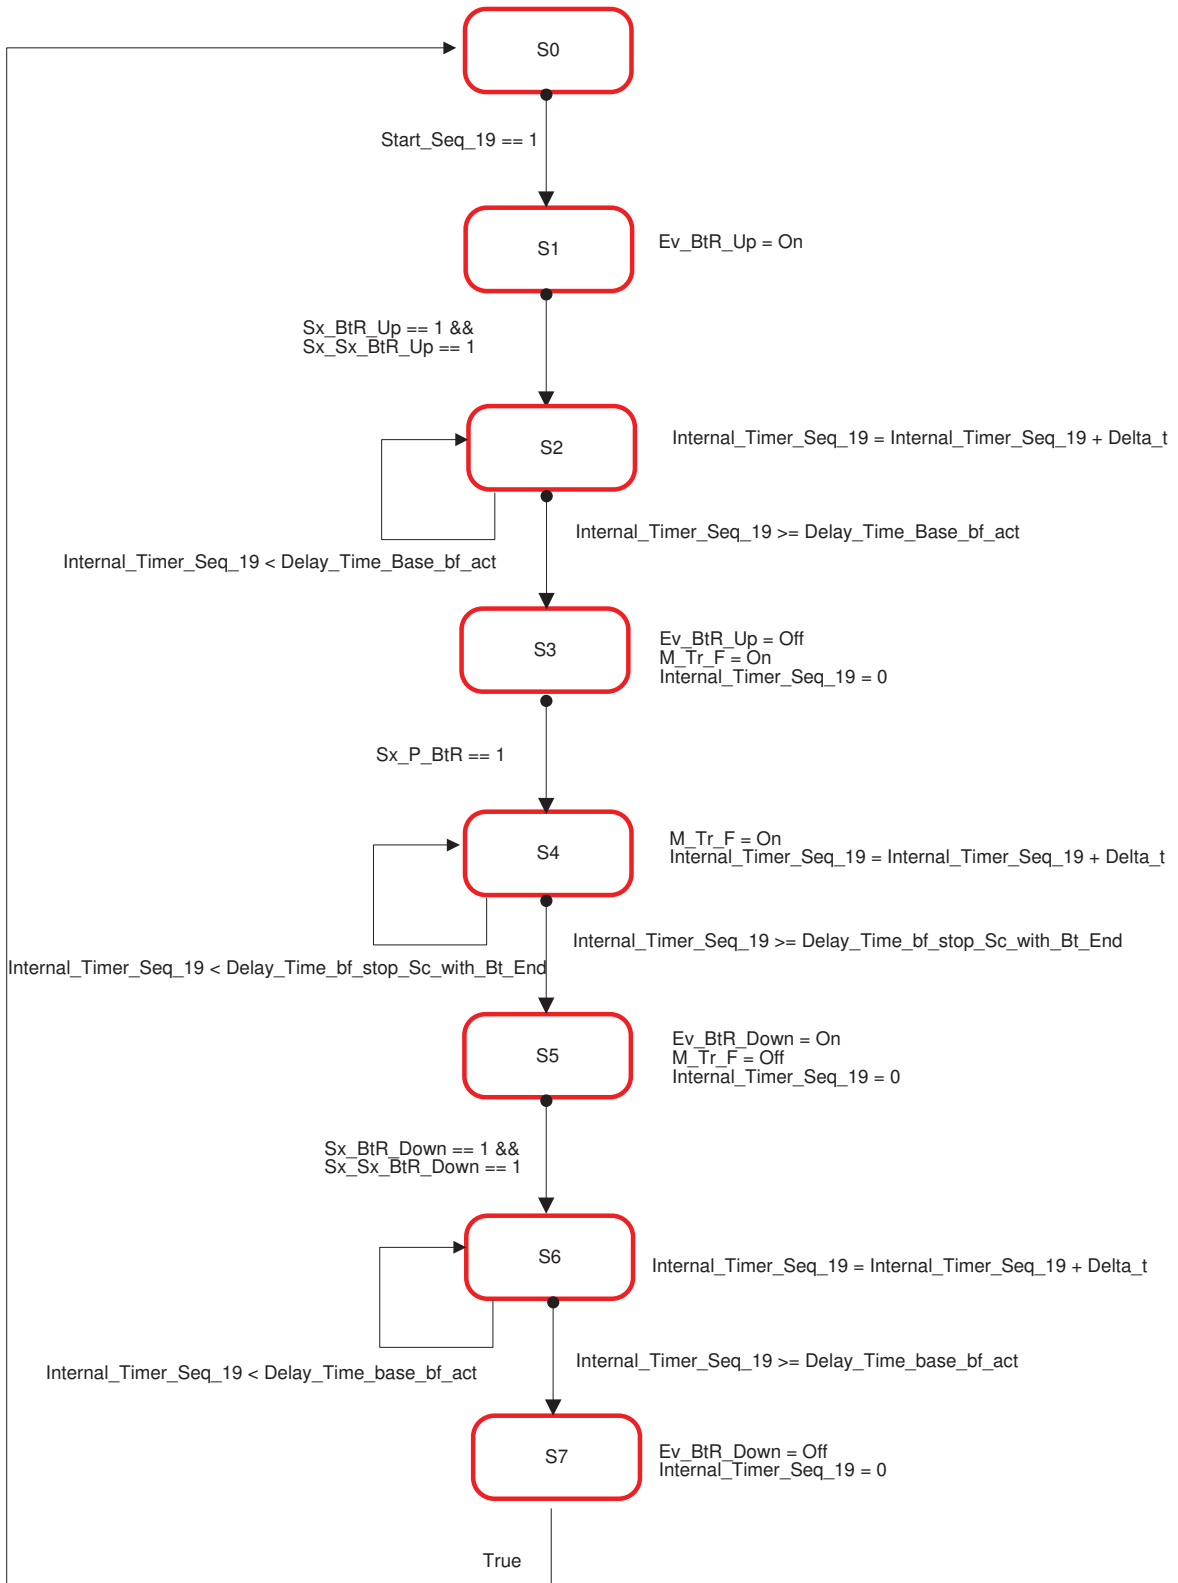 S0
Start_Seq_19 == 1
S1
Ev_BtR_Up = On
Sx_BtR_Up == 1 &&
Sx_Sx_BtR_Up == 1
S2
Internal_Timer_Seq_19 = Internal_Timer_Seq_19 + Delta_t
Internal_Timer_Seq_19 >= Delay_Time_Base_bf_act
Internal_Timer_Seq_19 < Delay_Time_Base_bf_act
S3
Ev_BtR_Up = Off
M_Tr_F = On
Internal_Timer_Seq_19 = 0
Sx_P_BtR == 1
S4
M_Tr_F = On
Internal_Timer_Seq_19 = Internal_Timer_Seq_19 + Delta_t
Internal_Timer_Seq_19 >= Delay_Time_bf_stop_Sc_with_Bt_End
Internal_Timer_Seq_19 < Delay_Time_bf_stop_Sc_with_Bt_End
S5
Ev_BtR_Down = On
M_Tr_F = Off
Internal_Timer_Seq_19 = 0
Sx_BtR_Down == 1 &&
Sx_Sx_BtR_Down == 1
S6
Internal_Timer_Seq_19 = Internal_Timer_Seq_19 + Delta_t
Internal_Timer_Seq_19 >= Delay_Time_base_bf_act
Internal_Timer_Seq_19 < Delay_Time_base_bf_act
S7
Ev_BtR_Down = Off
Internal_Timer_Seq_19 = 0
True